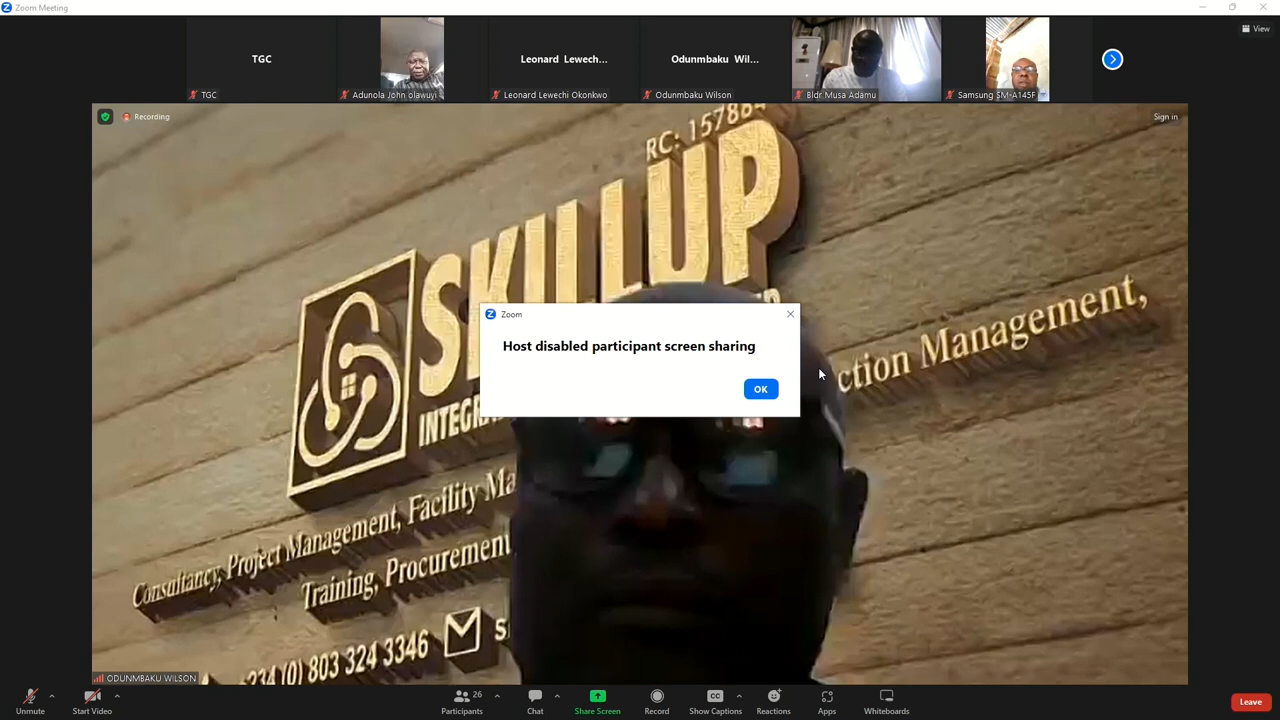 Zoom Meeting
View
TGC
Leonard Lewech...
Odunmbaku Wil...
TGC
Adunola John olawuyi
Leonard Lewechi Okonkwo
Odunmbaku Wilson
Bldr Musa Adamu
Samsung SM-A145F
Recording
Sign in
RC: 157864
SKILLUP
INTEGRA
ction Management,
Zoom
Host disabled participant screen sharing
OK
Consultancy, Project Management, Facility Ma
Training, Procurement
234 (0) 803 324 3346
S
ODUNMBAKU WILSON
Unmute
Start Video
Participants
26
Chat
Share Screen
Record
CC
Show Captions
Reactions
Apps
Whiteboards
Leave